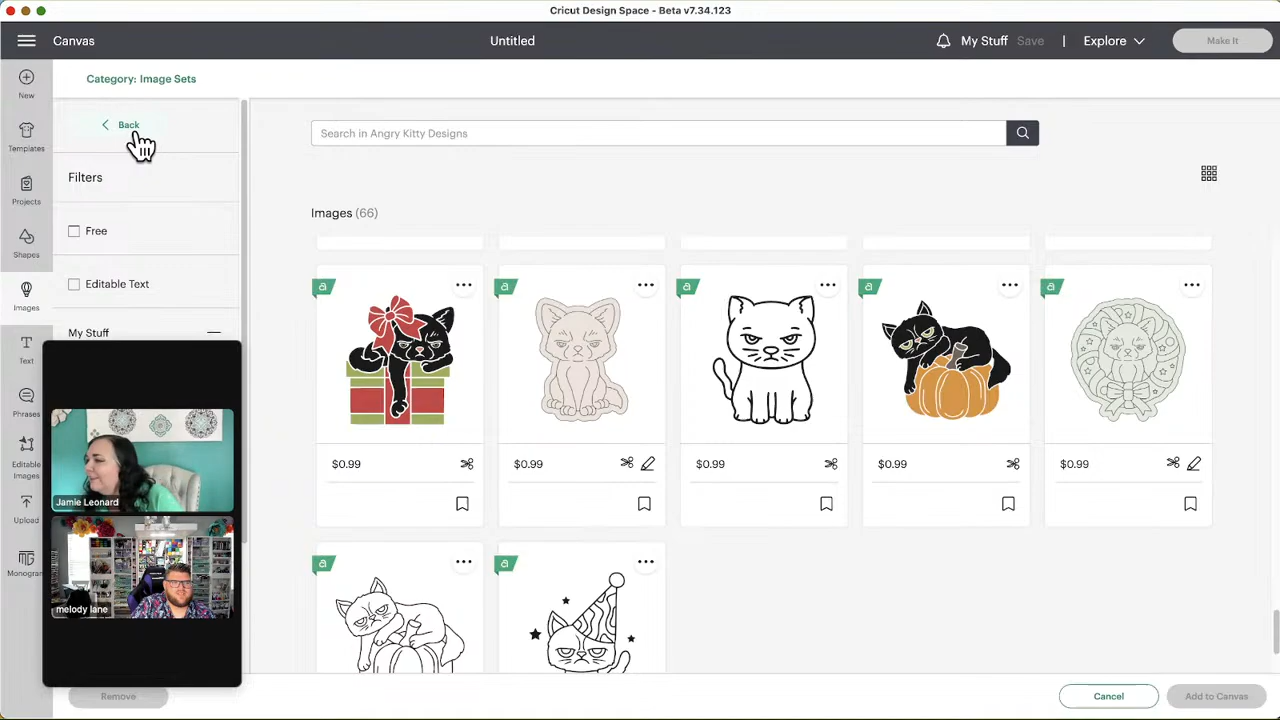 Cricut Design Space - Beta v7.34.123
Canvas
Untitled
My Stuff Save | Explore
Make It
New
Templates
Projects
Shapes
Images
Text
Phrases
Editable
Images
Upload
Monogram
Category: Image Sets
Back
Filters
Free
Editable Text
My Stuff
Jamie Leonard
melody lane
Remove
Search in Angry Kitty Designs
Images (66)
a a a a a
$0.99 $0.99 $0.99 $0.99 $0.99
a a
Cancel Add to Canvas